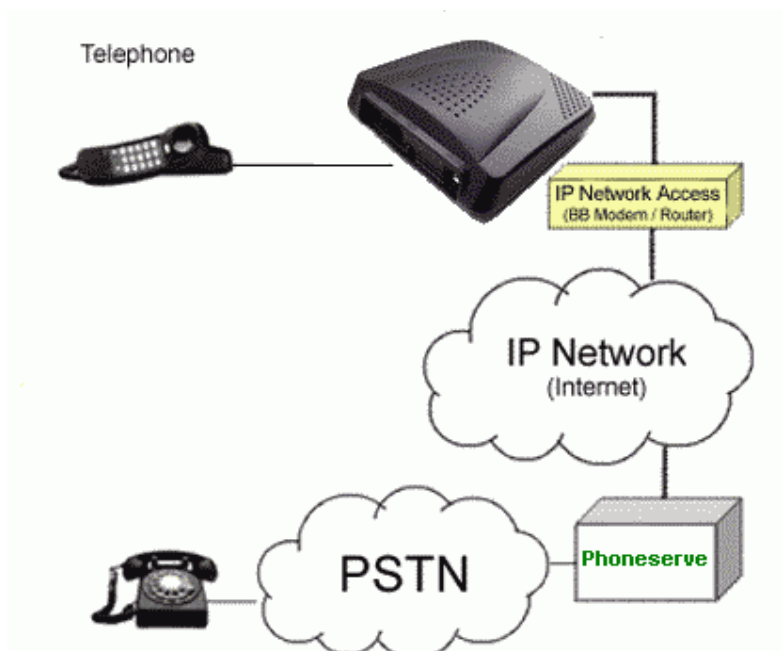 Telephone
IP Network Access
(BB Modem / Router)
IP Network
(Internet)
Phoneserve
PSTN